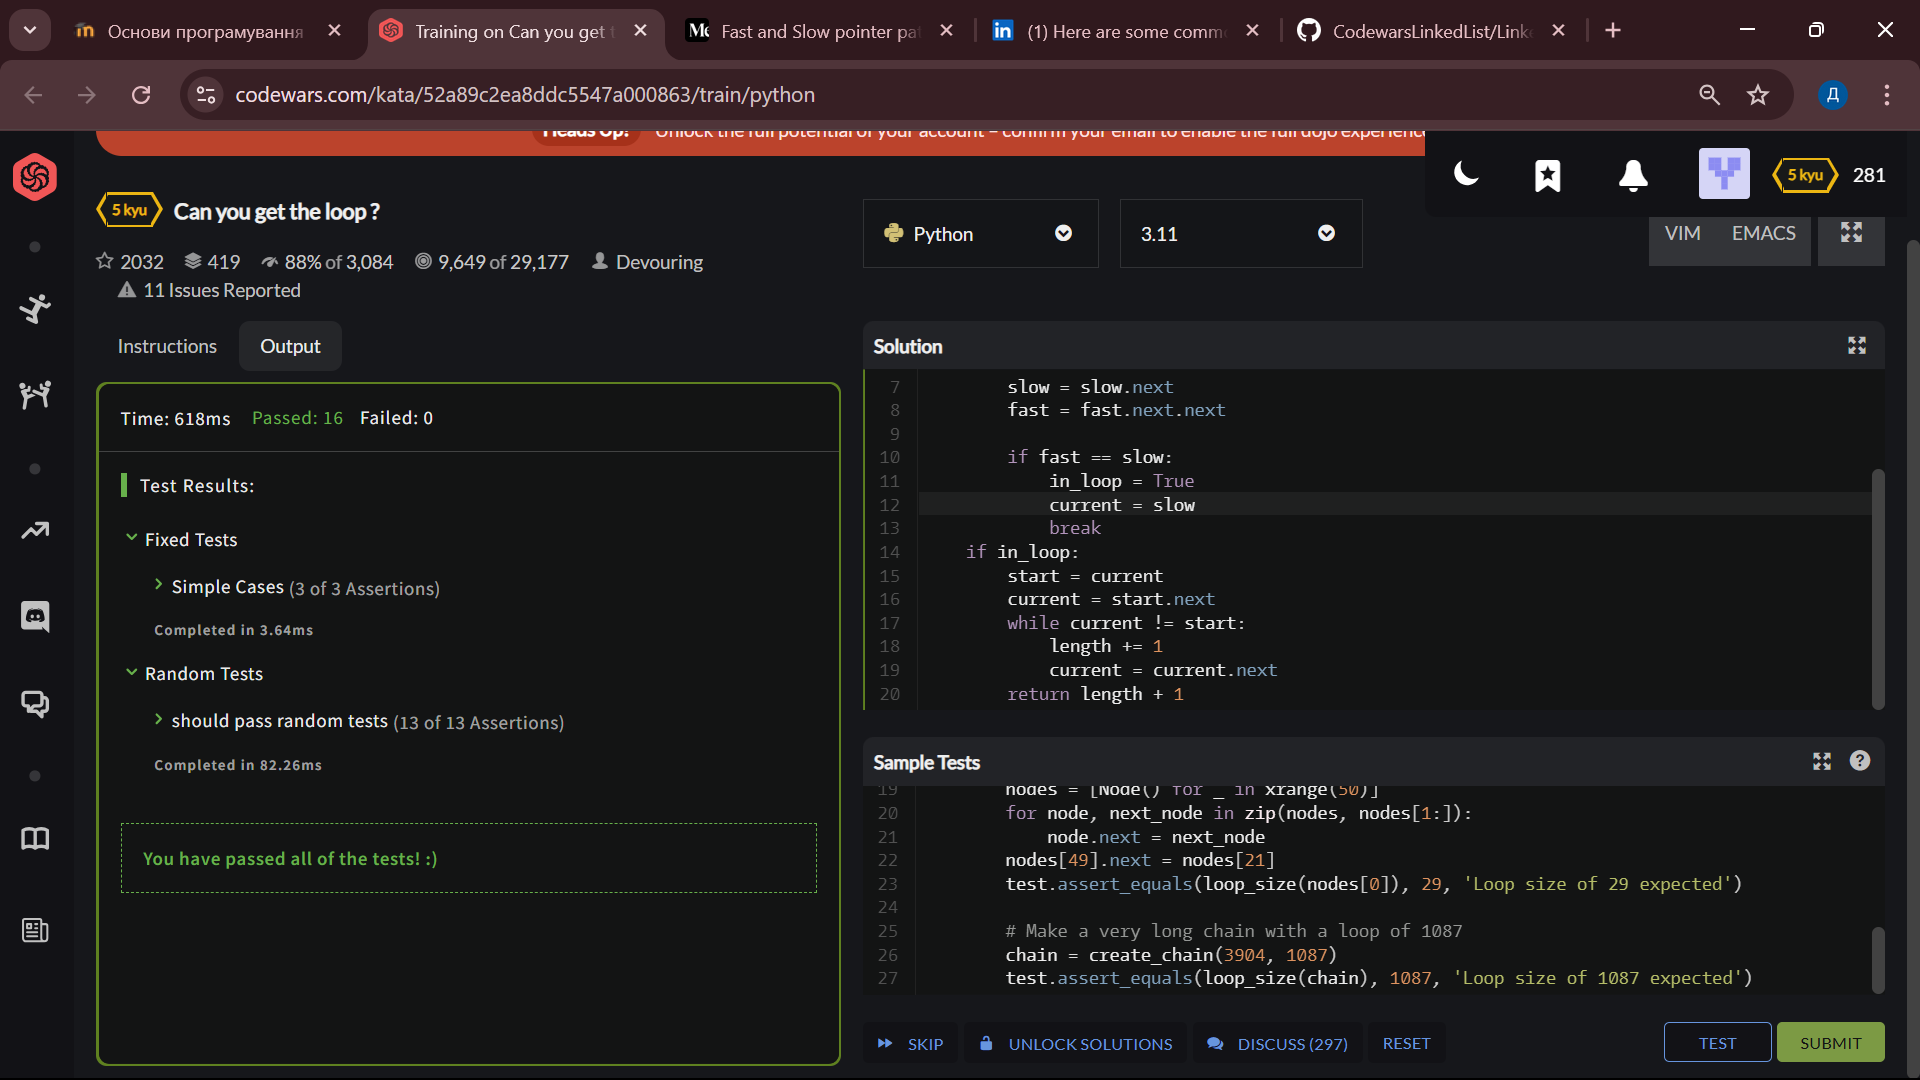 Основи програмування
Training on Can you get
Fast and Slow pointer pa
(1) Here are some comm
CodewarsLinkedList/Link
codewars.com/kata/52a89c2ea8ddc5547a000863/train/python
Д
Heads Up! Unlock the full potential of your account – confirm your email to enable the full dojo experience
5 kyu Can you get the loop ?
2032 419 88% of 3,084 9,649 of 29,177 Devouring
11 Issues Reported
Python
3.11
5 kyu 281
VIM EMACS
Instructions Output
Time: 618ms Passed: 16 Failed: 0
Test Results:
Fixed Tests
Simple Cases (3 of 3 Assertions)
Completed in 3.64ms
Random Tests
should pass random tests (13 of 13 Assertions)
Completed in 82.26ms
You have passed all of the tests! :)
Solution
7 slow = slow.next
8 fast = fast.next.next
9
10 if fast == slow:
11 in_loop = True
12 current = slow
13 break
14 if in_loop:
15 start = current
16 current = start.next
17 while current != start:
18 length += 1
19 current = current.next
20 return length + 1
Sample Tests
19 nodes = [Node() for _ in xrange(50)]
20 for node, next_node in zip(nodes, nodes[1:]):
21 node.next = next_node
22 nodes[49].next = nodes[21]
23 test.assert_equals(loop_size(nodes[0]), 29, 'Loop size of 29 expected')
24
25 # Make a very long chain with a loop of 1087
26 chain = create_chain(3904, 1087)
27 test.assert_equals(loop_size(chain), 1087, 'Loop size of 1087 expected')
SKIP UNLOCK SOLUTIONS DISCUSS (297) RESET TEST SUBMIT